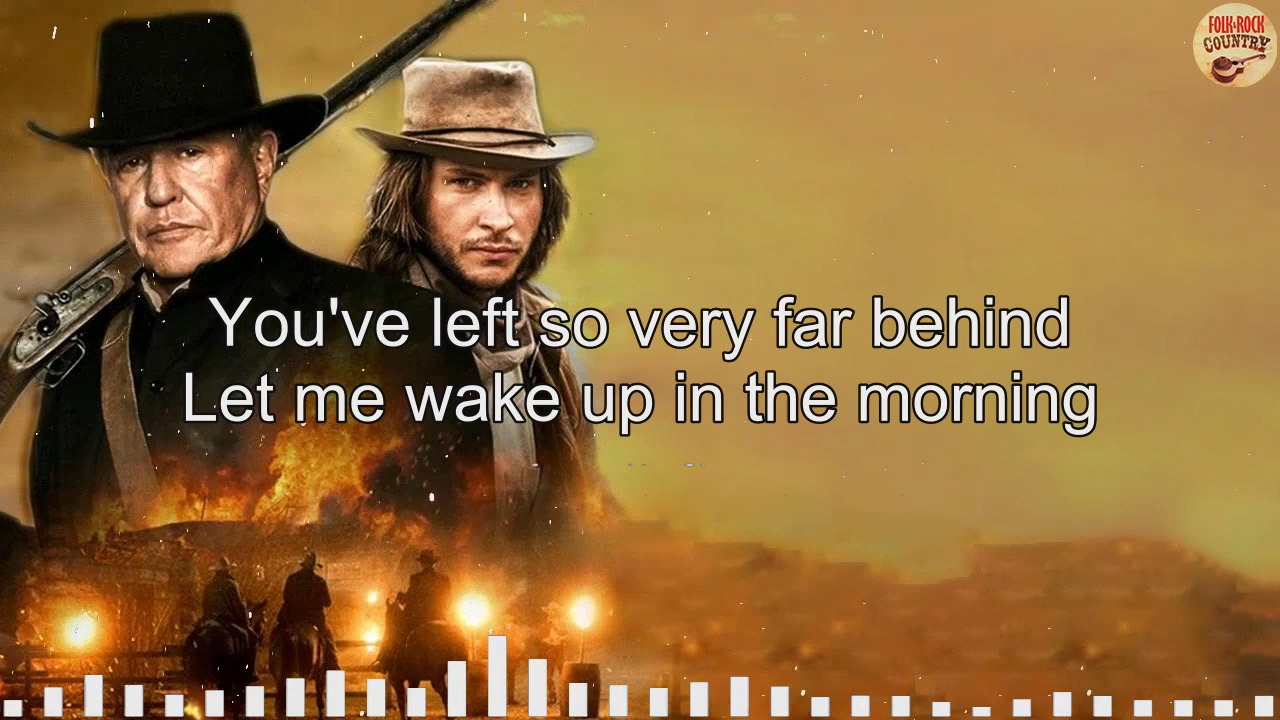 FOLK & ROCK
COUNTRY
You've left so very far behind
Let me wake up in the morning